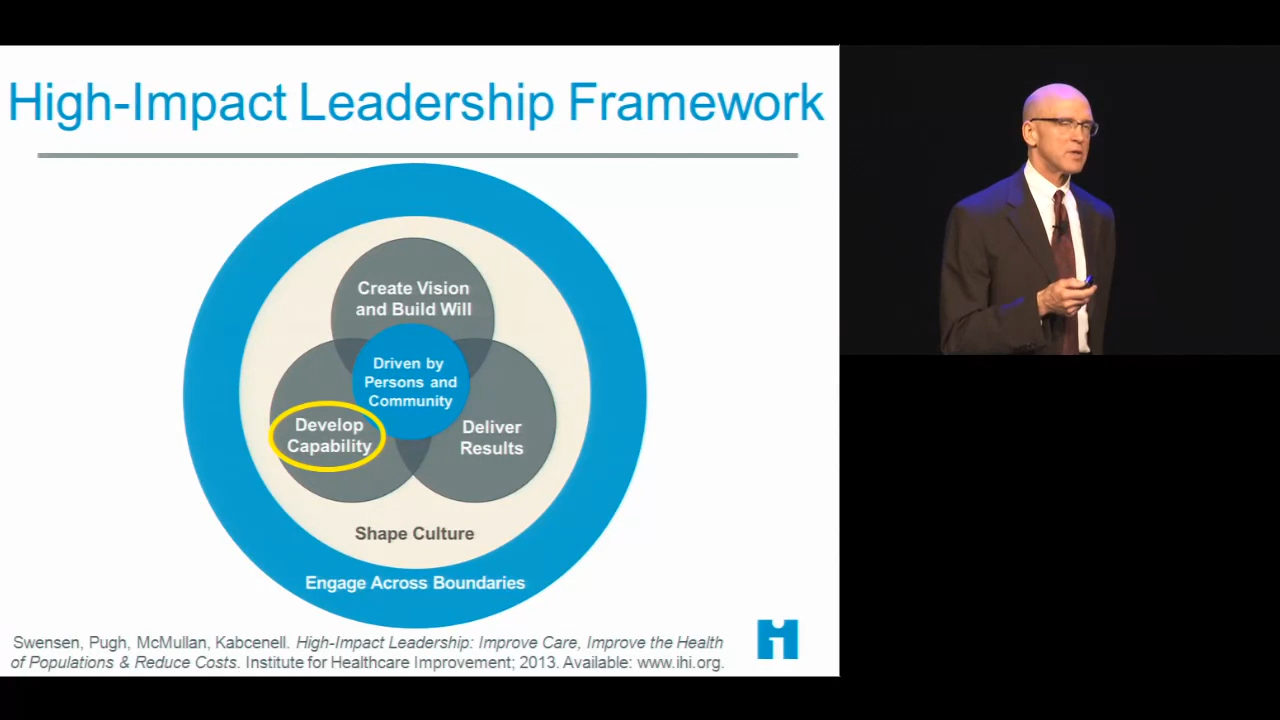 High-Impact Leadership Framework
Create Vision
and Build Will
Driven by
Persons and
Community
Develop
Capability
Deliver
Results
Shape Culture
Engage Across Boundaries
Swensen, Pugh, McMullan, Kabcenell. High-Impact Leadership: Improve Care, Improve the Health
of Populations & Reduce Costs. Institute for Healthcare Improvement; 2013. Available: www.ihi.org.